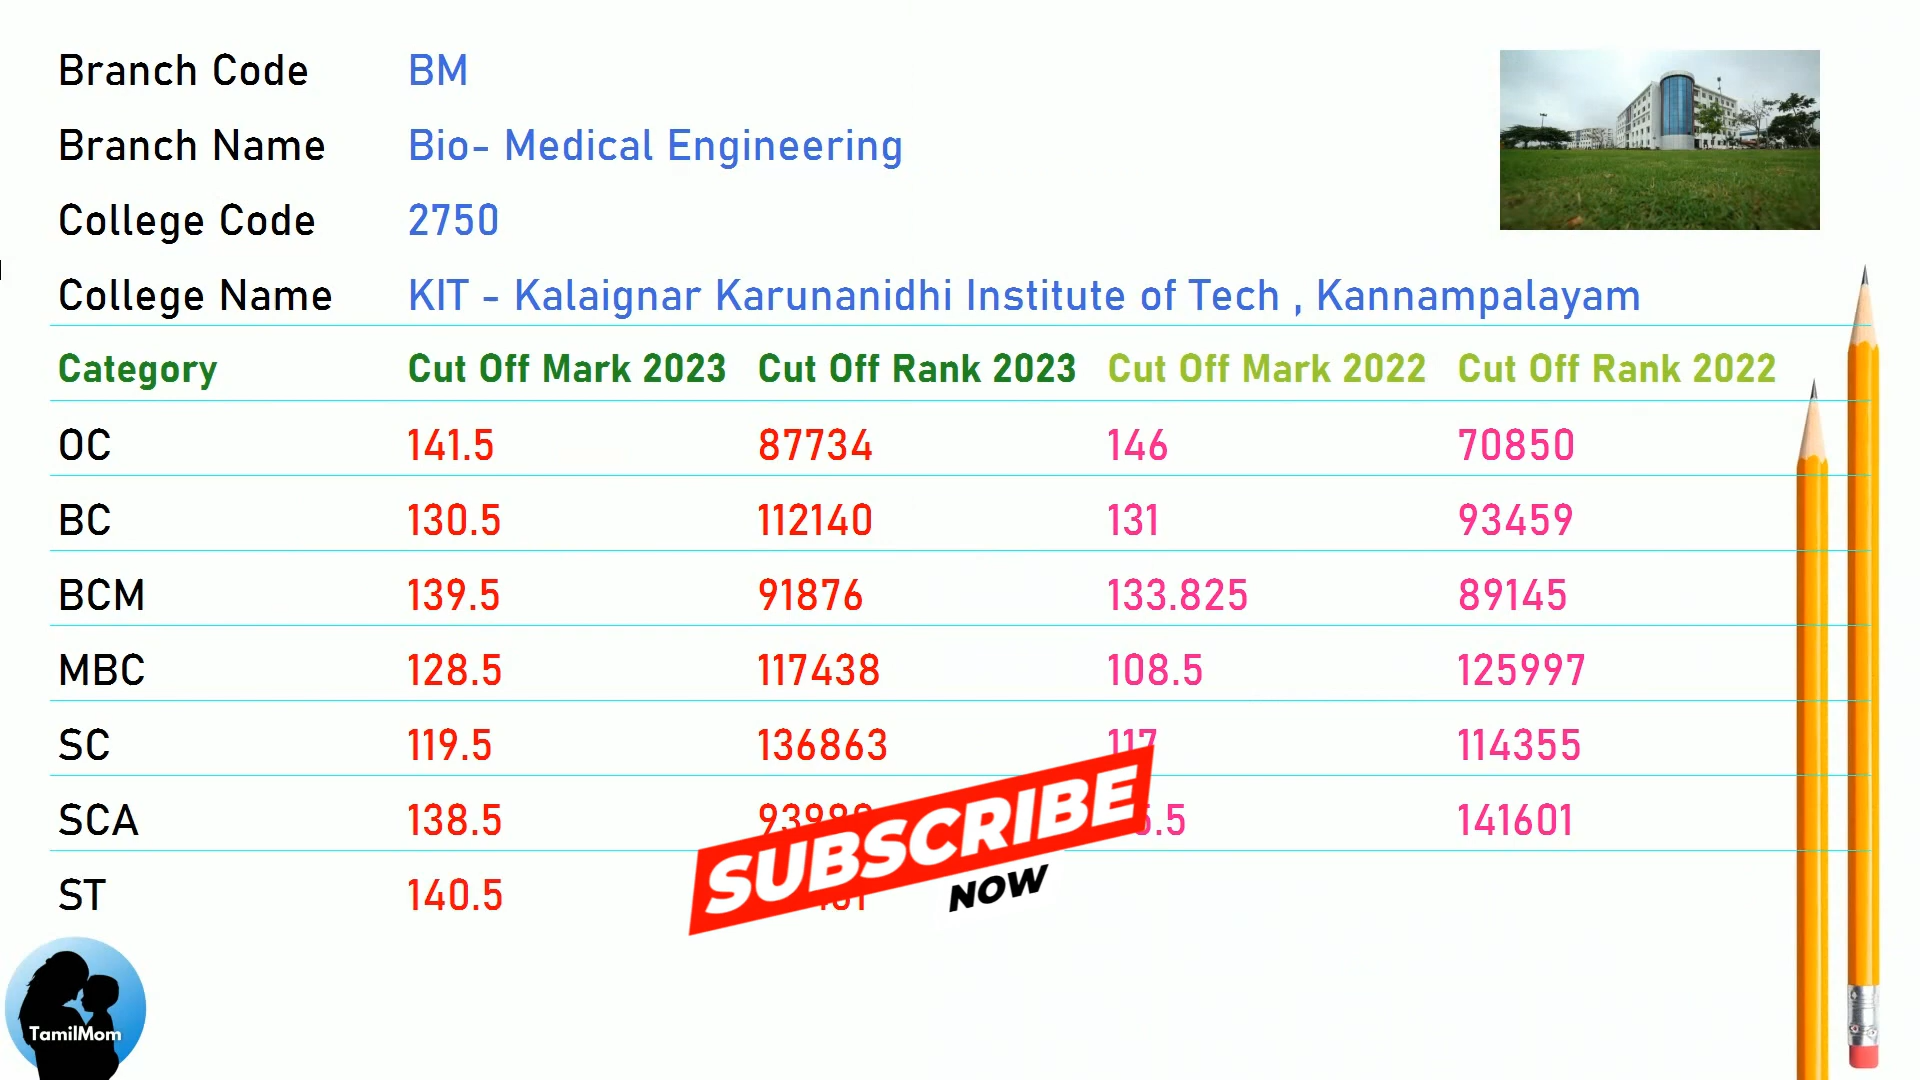 Branch Code BM
Branch Name Bio- Medical Engineering
College Code 2750
College Name KIT - Kalaignar Karunanidhi Institute of Tech , Kannampalayam
Category Cut Off Mark 2023 Cut Off Rank 2023 Cut Off Mark 2022 Cut Off Rank 2022
OC 141.5 87734 146 70850
BC 130.5 112140 131 93459
BCM 139.5 91876 133.825 89145
MBC 128.5 117438 108.5 125997
SC 119.5 136863 117 114355
SCA 138.5 141601
ST 140.5
SUBSCRIBE
NOW
TamilMom